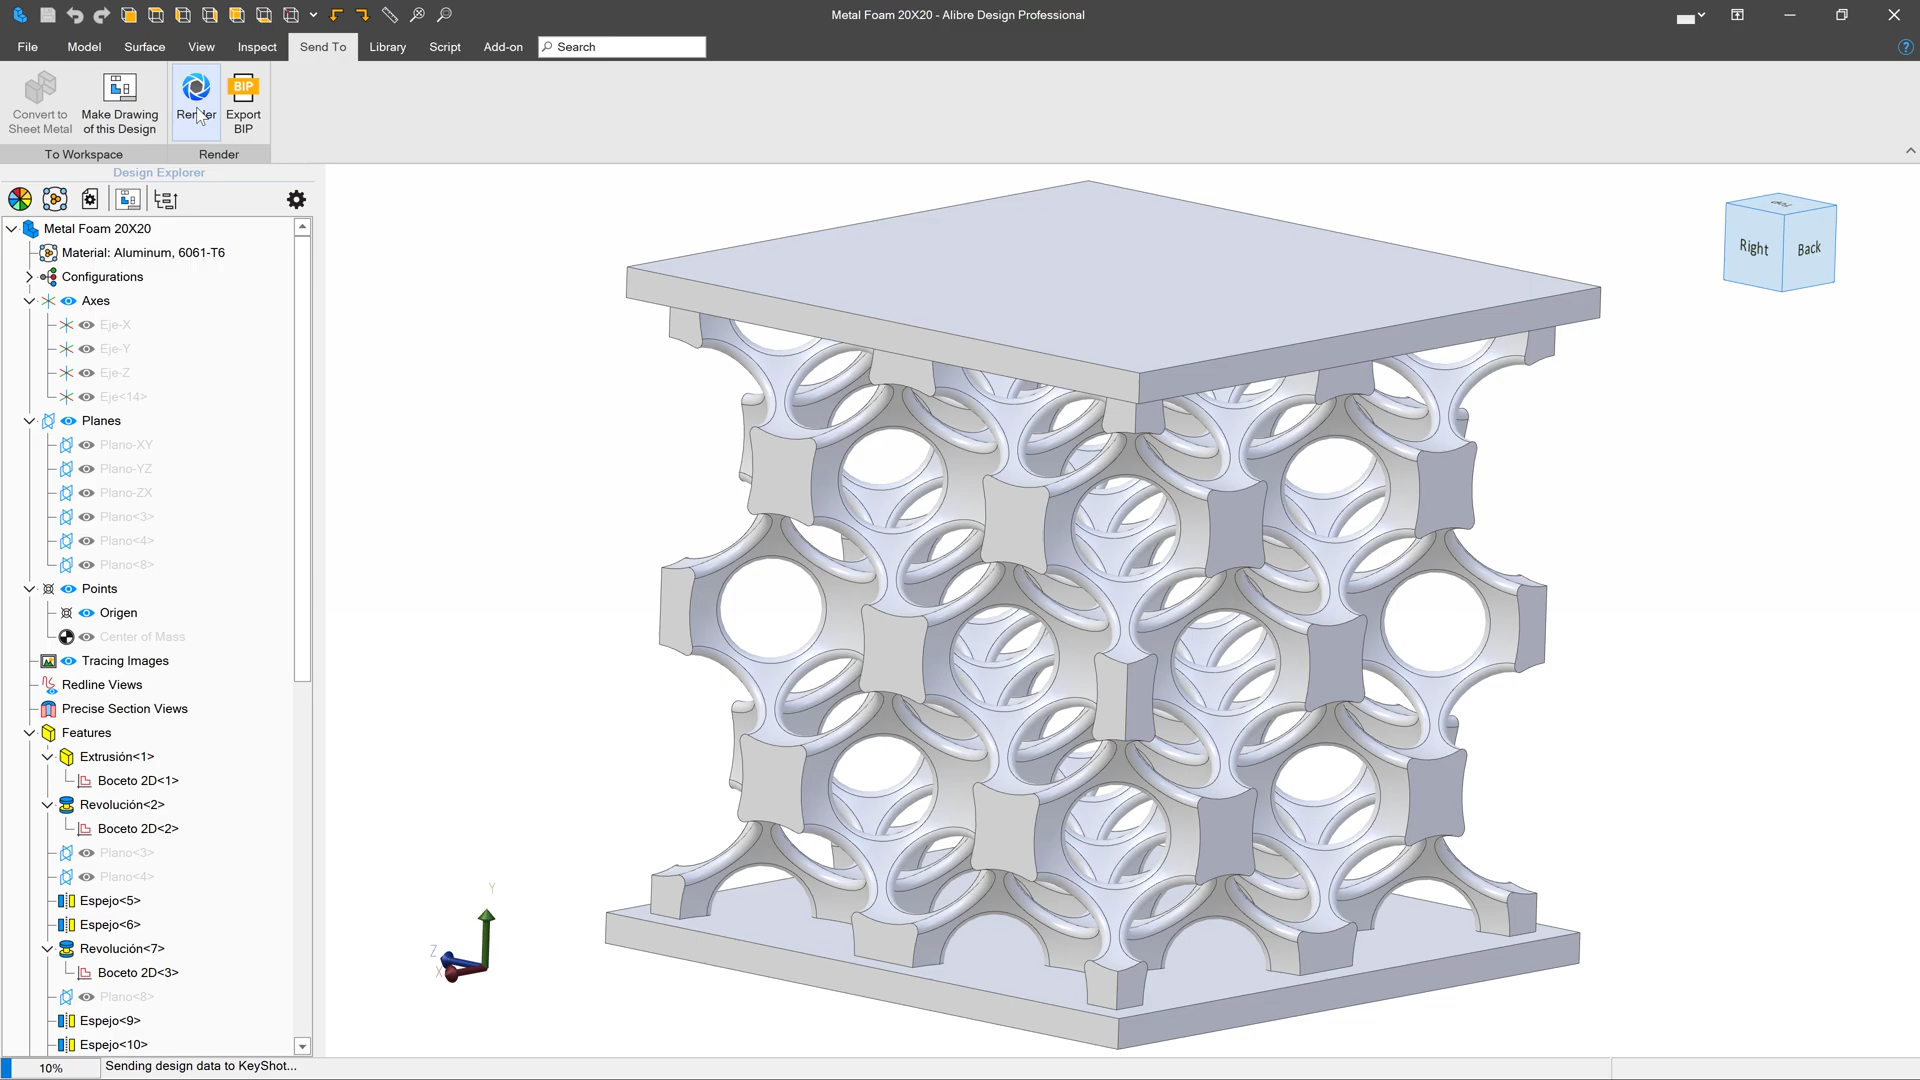 Metal Foam 20X20 - Alibre Design Professional
File
Model
Surface
View
Inspect
Send To
Library
Script
Add-on
Search
?
Convert to
Sheet Metal
Make Drawing
of this Design
Render
BIP
Export
BIP
To Workspace
Render
Design Explorer
Metal Foam 20X20
Material: Aluminum, 6061-T6
Configurations
Axes
Eje-X
Eje-Y
Eje-Z
Eje<14>
Planes
Plano-XY
Plano-YZ
Plano-ZX
Plano<3>
Plano<4>
Plano<8>
Points
Origen
Center of Mass
Tracing Images
Redline Views
Precise Section Views
Features
Extrusión<1>
Boceto 2D<1>
Revolución<2>
Boceto 2D<2>
Plano<3>
Plano<4>
Espejo<5>
Espejo<6>
Revolución<7>
Boceto 2D<3>
Plano<8>
Espejo<9>
Espejo<10>
Top
Right
Back
Y
Z
X
10%
Sending design data to KeyShot...